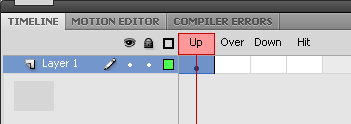 TIMELINE MOTION EDITOR COMPILER ERRORS
Up Over Down Hit
Layer 1